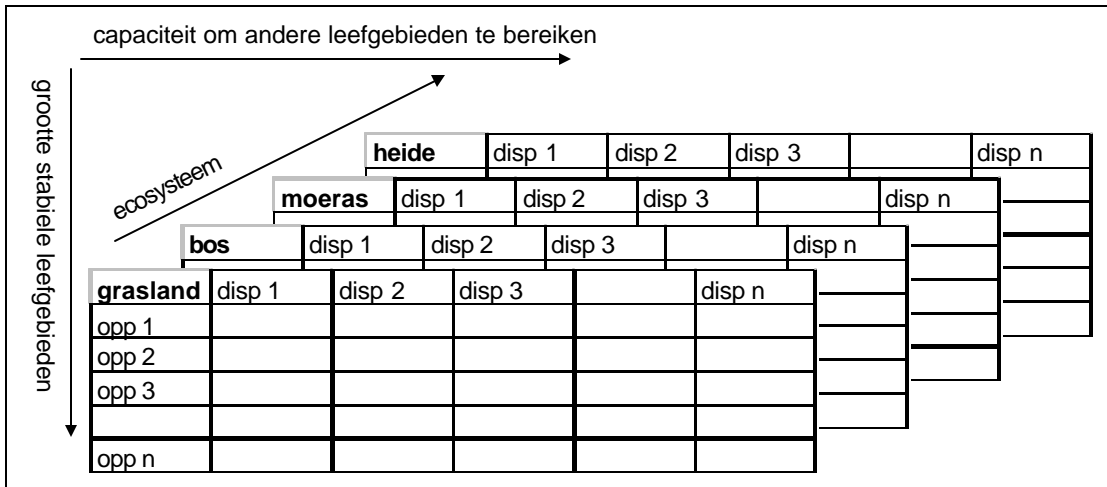 capaciteit om andere leefgebieden te bereiken
grootte stabiele leefgebieden
ecosysteem
heide disp 1 disp 2 disp 3 disp n
moeras disp 1 disp 2 disp 3 disp n
bos disp 1 disp 2 disp 3 disp n
grasland disp 1 disp 2 disp 3 disp n
opp 1
opp 2
opp 3
opp n